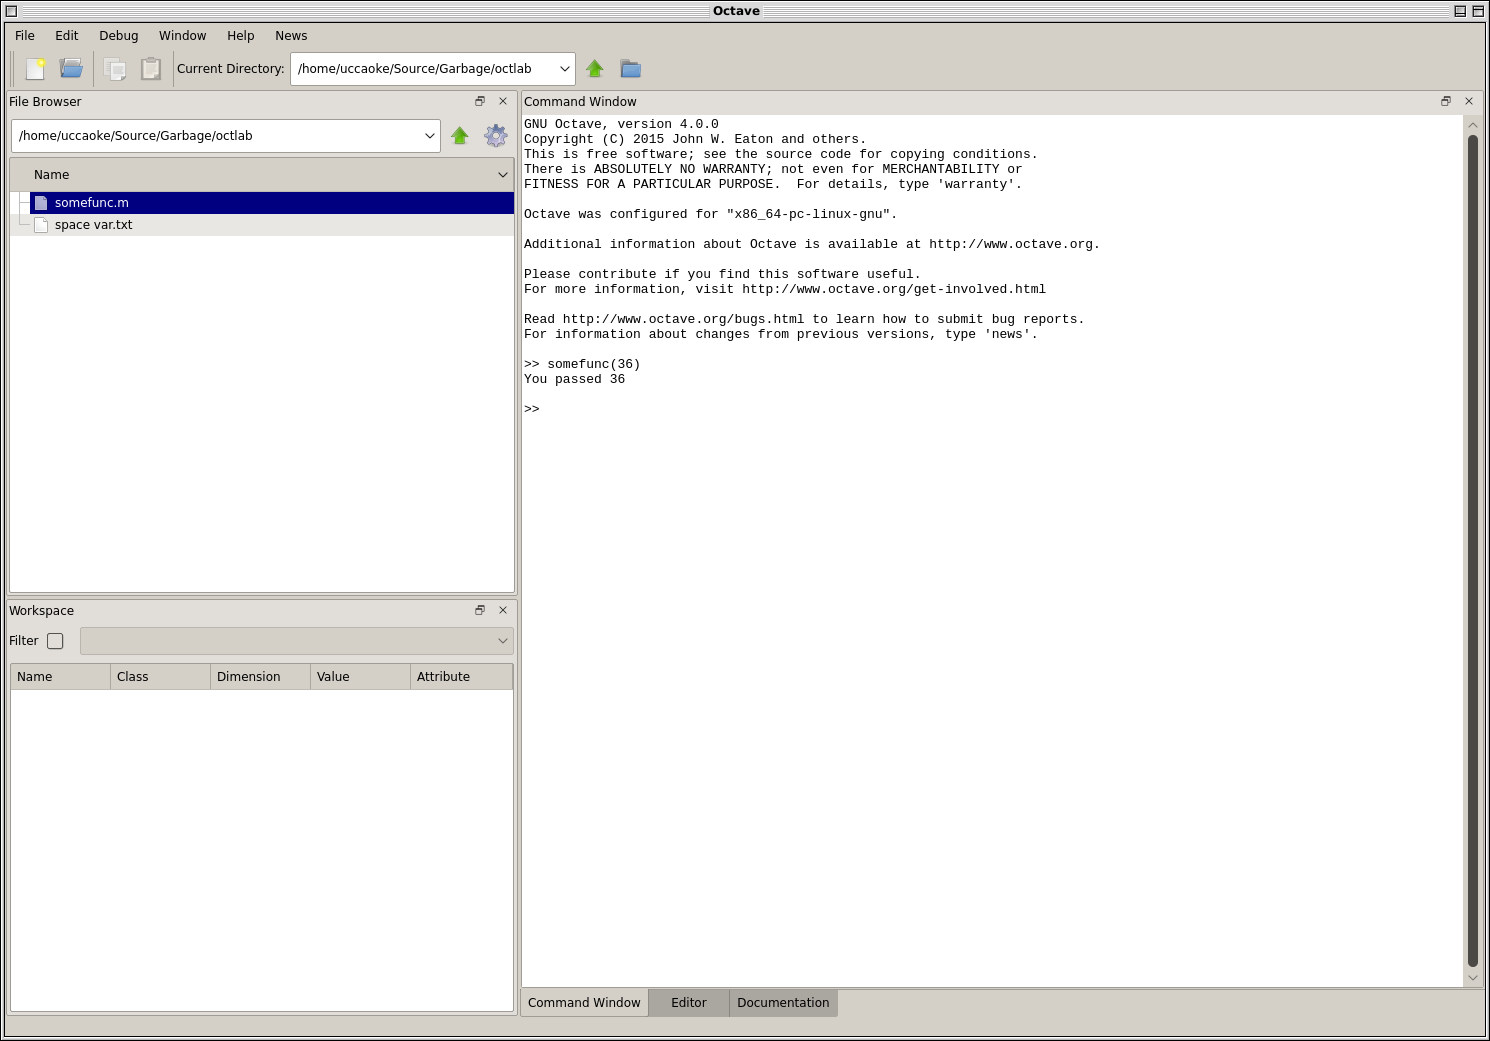 Octave
File Edit Debug Window Help News
Current Directory: /home/uccaoke/Source/Garbage/octlab
File Browser
/home/uccaoke/Source/Garbage/octlab
Name
somefunc.m
space var.txt
Workspace
Filter
Name Class Dimension Value Attribute
Command Window
GNU Octave, version 4.0.0
Copyright (C) 2015 John W. Eaton and others.
This is free software; see the source code for copying conditions.
There is ABSOLUTELY NO WARRANTY; not even for MERCHANTABILITY or
FITNESS FOR A PARTICULAR PURPOSE.  For details, type 'warranty'.
Octave was configured for "x86_64-pc-linux-gnu".
Additional information about Octave is available at http://www.octave.org.
Please contribute if you find this software useful.
For more information, visit http://www.octave.org/get-involved.html
Read http://www.octave.org/bugs.html to learn how to submit bug reports.
For information about changes from previous versions, type 'news'.
>> somefunc(36)
You passed 36
>>
Command Window Editor Documentation